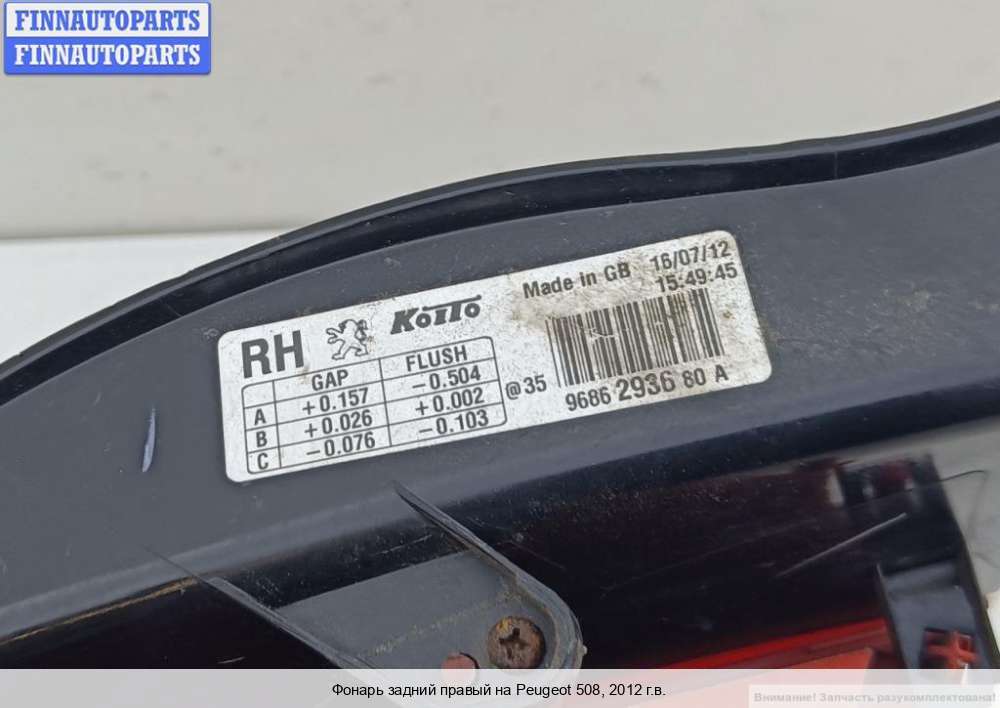 FINNAUTOPARTS
FINNAUTOPARTS
Made in GB 16/07/12
15:49:45
RH Koito
GAP FLUSH
A +0.157 -0.504
B +0.026 +0.002
C -0.076 -0.103
@35
96862936 80 A
Фонарь задний правый на Peugeot 508, 2012 г.в.
Внимание! Запчасть разукомплектована!